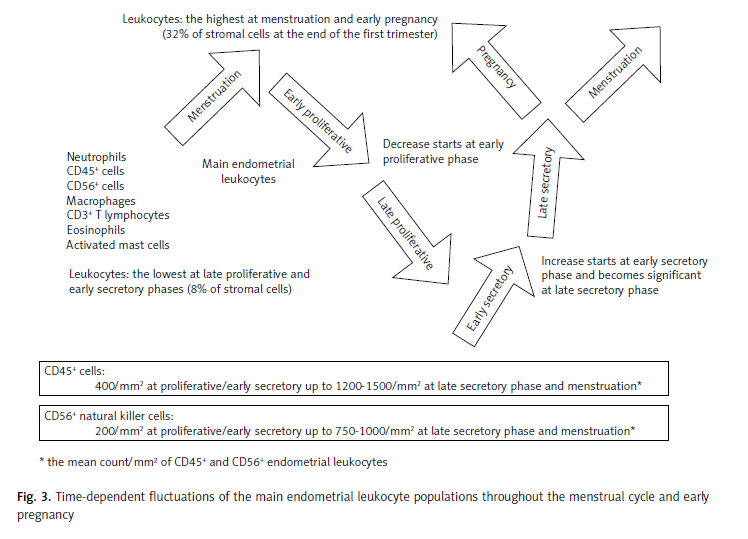 Leukocytes: the highest at menstruation and early pregnancy
(32% of stromal cells at the end of the first trimester)
Menstruation
Early proliferative
Pregnancy
Menstruation
Decrease starts at early
proliferative phase
Neutrophils
CD45⁺ cells
CD56⁺ cells
Macrophages
CD3⁺ T lymphocytes
Eosinophils
Activated mast cells
Main endometrial
leukocytes
Late proliferative
Late secretory
Early secretory
Leukocytes: the lowest at late proliferative and
early secretory phases (8% of stromal cells)
Increase starts at early secretory
phase and becomes significant
at late secretory phase
CD45⁺ cells:
400/mm² at proliferative/early secretory up to 1200-1500/mm² at late secretory phase and menstruation*
CD56⁺ natural killer cells:
200/mm² at proliferative/early secretory up to 750-1000/mm² at late secretory phase and menstruation*
* the mean count/mm² of CD45⁺ and CD56⁺ endometrial leukocytes
Fig. 3. Time-dependent fluctuations of the main endometrial leukocyte populations throughout the menstrual cycle and early
pregnancy